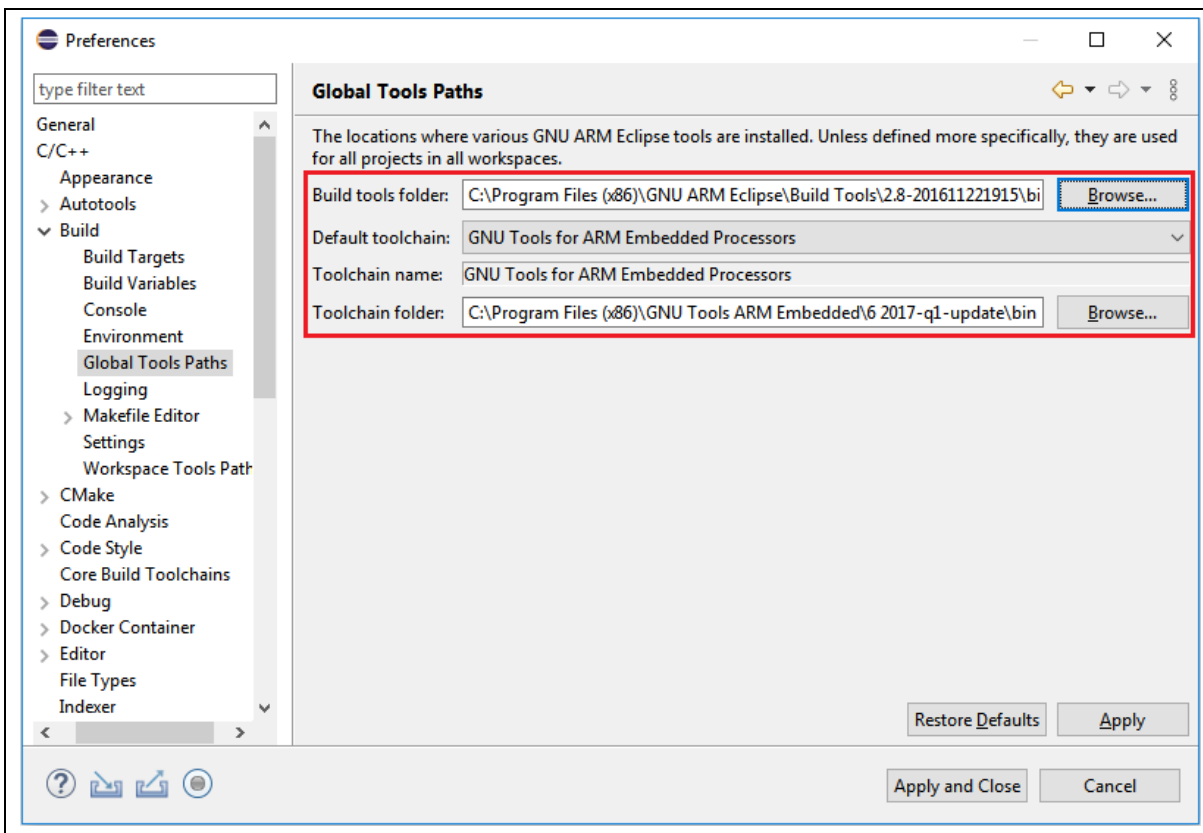 Preferences
type filter text
General
C/C++
Appearance
Autotools
Build
Build Targets
Build Variables
Console
Environment
Global Tools Paths
Logging
Makefile Editor
Settings
Workspace Tools Path
CMake
Code Analysis
Code Style
Core Build Toolchains
Debug
Docker Container
Editor
File Types
Indexer
Global Tools Paths
The locations where various GNU ARM Eclipse tools are installed. Unless defined more specifically, they are used
for all projects in all workspaces.
Build tools folder: C:\Program Files (x86)\GNU ARM Eclipse\Build Tools\2.8-201611221915\bi Browse...
Default toolchain: GNU Tools for ARM Embedded Processors
Toolchain name: GNU Tools for ARM Embedded Processors
Toolchain folder: C:\Program Files (x86)\GNU Tools ARM Embedded\6 2017-q1-update\bin Browse...
Restore Defaults Apply
Apply and Close Cancel